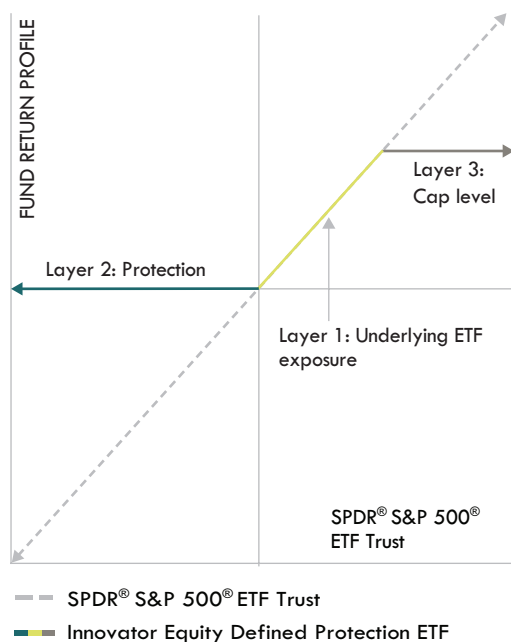 FUND RETURN PROFILE
Layer 3:
Cap level
Layer 2: Protection
Layer 1: Underlying ETF
exposure
SPDR® S&P 500®
ETF Trust
SPDR® S&P 500® ETF Trust
Innovator Equity Defined Protection ETF